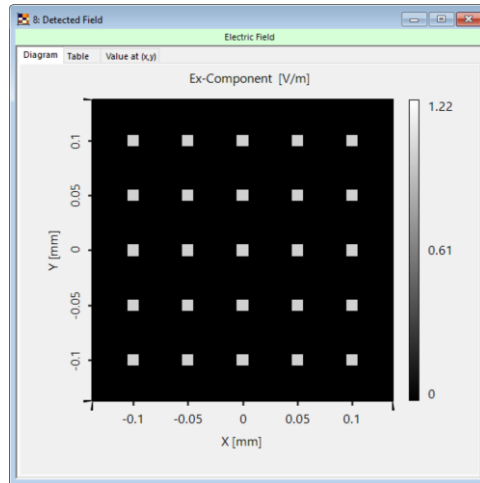 8: Detected Field
Electric Field
Diagram Table Value at (x,y)
Ex-Component [V/m]
1.22
0.61
0
Y [mm]
0.1
0.05
0
-0.05
-0.1
-0.1 -0.05 0 0.05 0.1
X [mm]